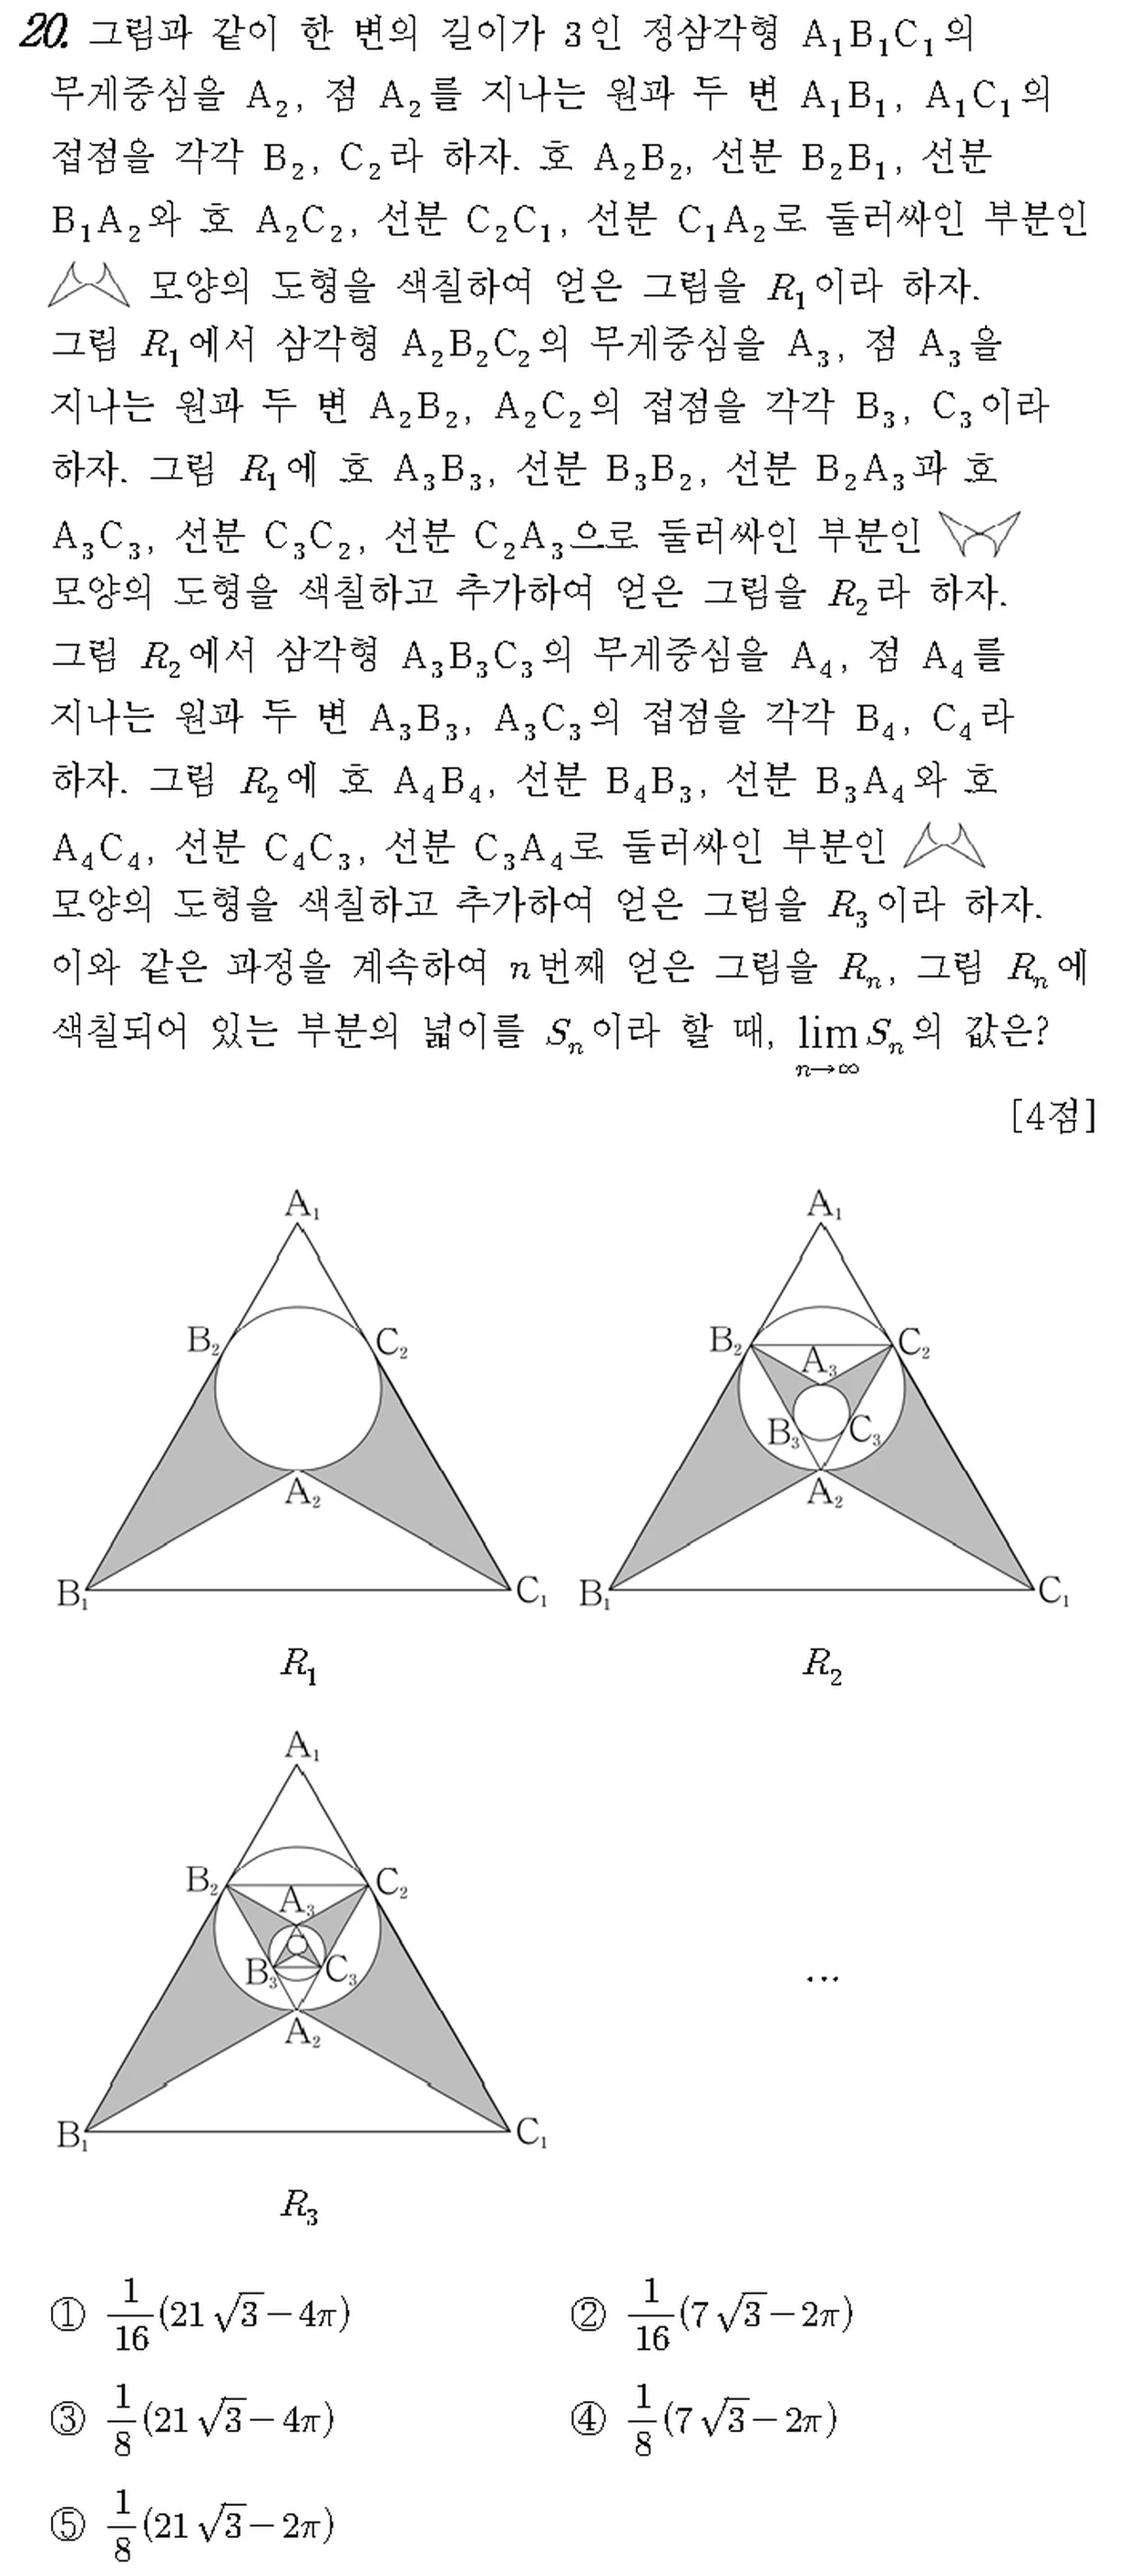 20. 그림과 같이 한 변의 길이가 3인 정삼각형 A₁B₁C₁의
무게중심을 A₂, 점 A₂를 지나는 원과 두 변 A₁B₁, A₁C₁의
접점을 각각 B₂, C₂라 하자. 호 A₂B₂, 선분 B₂B₁, 선분
B₁A₂와 호 A₂C₂, 선분 C₂C₁, 선분 C₁A₂로 둘러싸인 부분인
모양의 도형을 색칠하여 얻은 그림을 R₁이라 하자.
그림 R₁에서 삼각형 A₂B₂C₂의 무게중심을 A₃, 점 A₃을
지나는 원과 두 변 A₂B₂, A₂C₂의 접점을 각각 B₃, C₃이라
하자. 그림 R₁에 호 A₃B₃, 선분 B₃B₂, 선분 B₂A₃과 호
A₃C₃, 선분 C₃C₂, 선분 C₂A₃으로 둘러싸인 부분인
모양의 도형을 색칠하고 추가하여 얻은 그림을 R₂라 하자.
그림 R₂에서 삼각형 A₃B₃C₃의 무게중심을 A₄, 점 A₄를
지나는 원과 두 변 A₃B₃, A₃C₃의 접점을 각각 B₄, C₄라
하자. 그림 R₂에 호 A₄B₄, 선분 B₄B₃, 선분 B₃A₄와 호
A₄C₄, 선분 C₄C₃, 선분 C₃A₄로 둘러싸인 부분인
모양의 도형을 색칠하고 추가하여 얻은 그림을 R₃이라 하자.
이와 같은 과정을 계속하여 n번째 얻은 그림을 Rₙ, 그림 Rₙ에
색칠되어 있는 부분의 넓이를 Sₙ이라 할 때, lim Sₙ의 값은?
n→∞
[4점]
A₁ A₁
B₂ C₂ B₂ C₂
A₃
B₃ C₃
A₂ A₂
B₁ C₁ B₁ C₁
R₁ R₂
A₁
B₂ C₂
A₃
B₃ C₃
...
A₂
B₁ C₁
R₃
① 1/16(21√3−4π) ② 1/16(7√3−2π)
③ 1/8(21√3−4π) ④ 1/8(7√3−2π)
⑤ 1/8(21√3−2π)